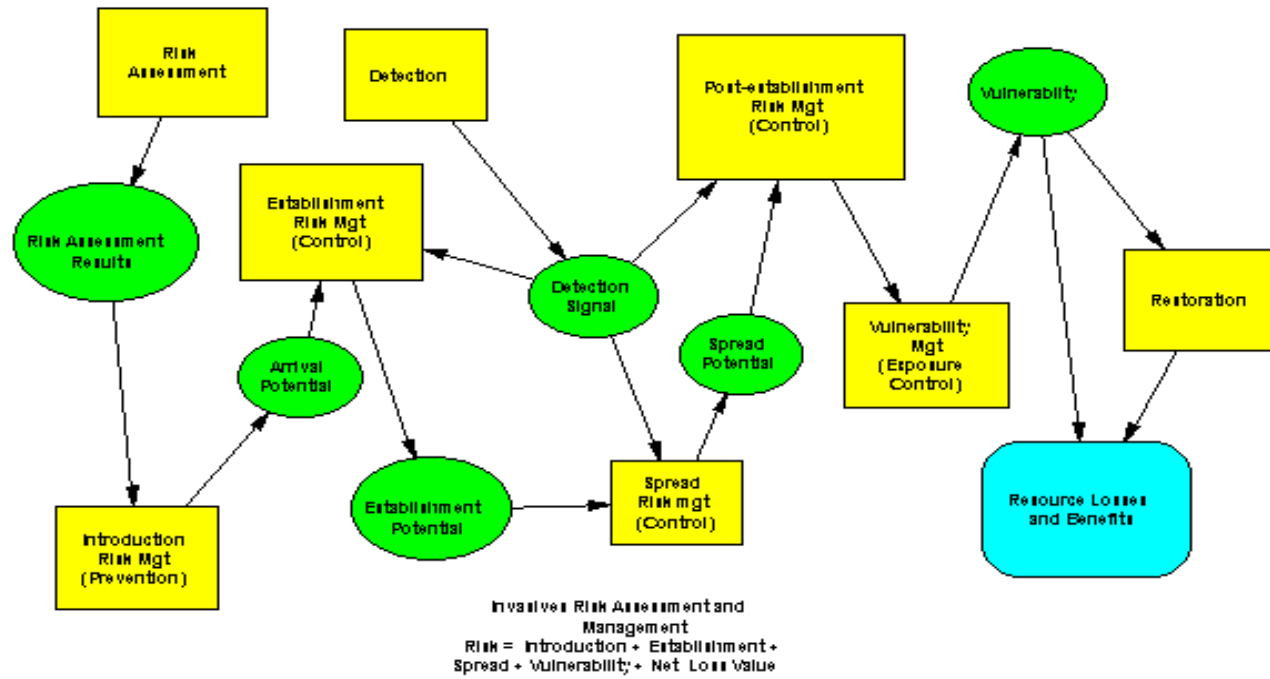 Risk
Assessment
Detection
Post-establishment
Risk Mgt
(Control)
Vulnerability
Establishment
Risk Mgt
(Control)
Risk Assessment
Results
Detection
Signal
Restoration
Arrival
Potential
Spread
Potential
Vulnerability
Mgt
(Exposure
Control)
Establishment
Potential
Spread
Risk mgt
(Control)
Resource Losses
and Benefits
Introduction
Risk Mgt
(Prevention)
Invasives Risk Assessment and
Management
Risk = Introduction + Establishment +
Spread + Vulnerability + Net Loss Value